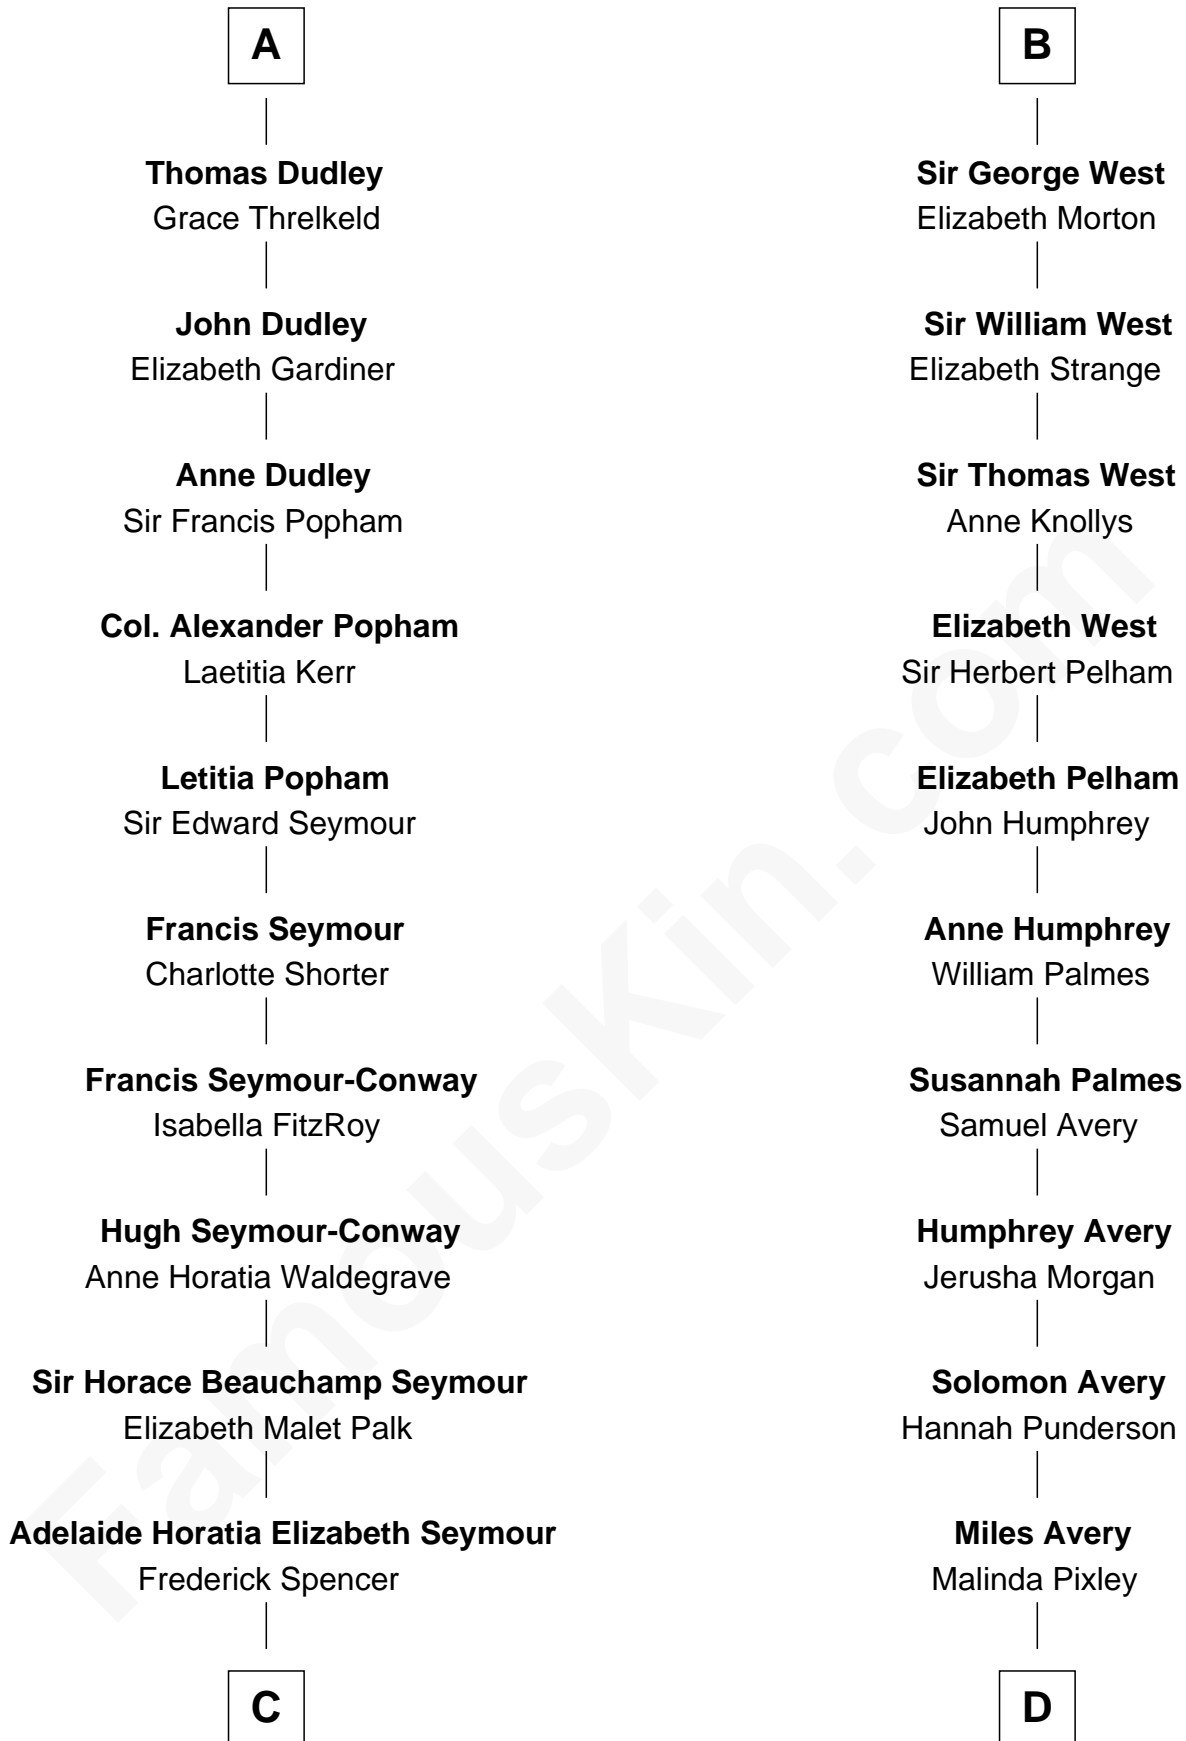 A
Thomas Dudley
Grace Threlkeld
John Dudley
Elizabeth Gardiner
Anne Dudley
Sir Francis Popham
Col. Alexander Popham
Laetitia Kerr
Letitia Popham
Sir Edward Seymour
Francis Seymour
Charlotte Shorter
Francis Seymour-Conway
Isabella FitzRoy
Hugh Seymour-Conway
Anne Horatia Waldegrave
Sir Horace Beauchamp Seymour
Elizabeth Malet Palk
Adelaide Horatia Elizabeth Seymour
Frederick Spencer
C
B
Sir George West
Elizabeth Morton
Sir William West
Elizabeth Strange
Sir Thomas West
Anne Knollys
Elizabeth West
Sir Herbert Pelham
Elizabeth Pelham
John Humphrey
Anne Humphrey
William Palmes
Susannah Palmes
Samuel Avery
Humphrey Avery
Jerusha Morgan
Solomon Avery
Hannah Punderson
Miles Avery
Malinda Pixley
D
FamousKin.com